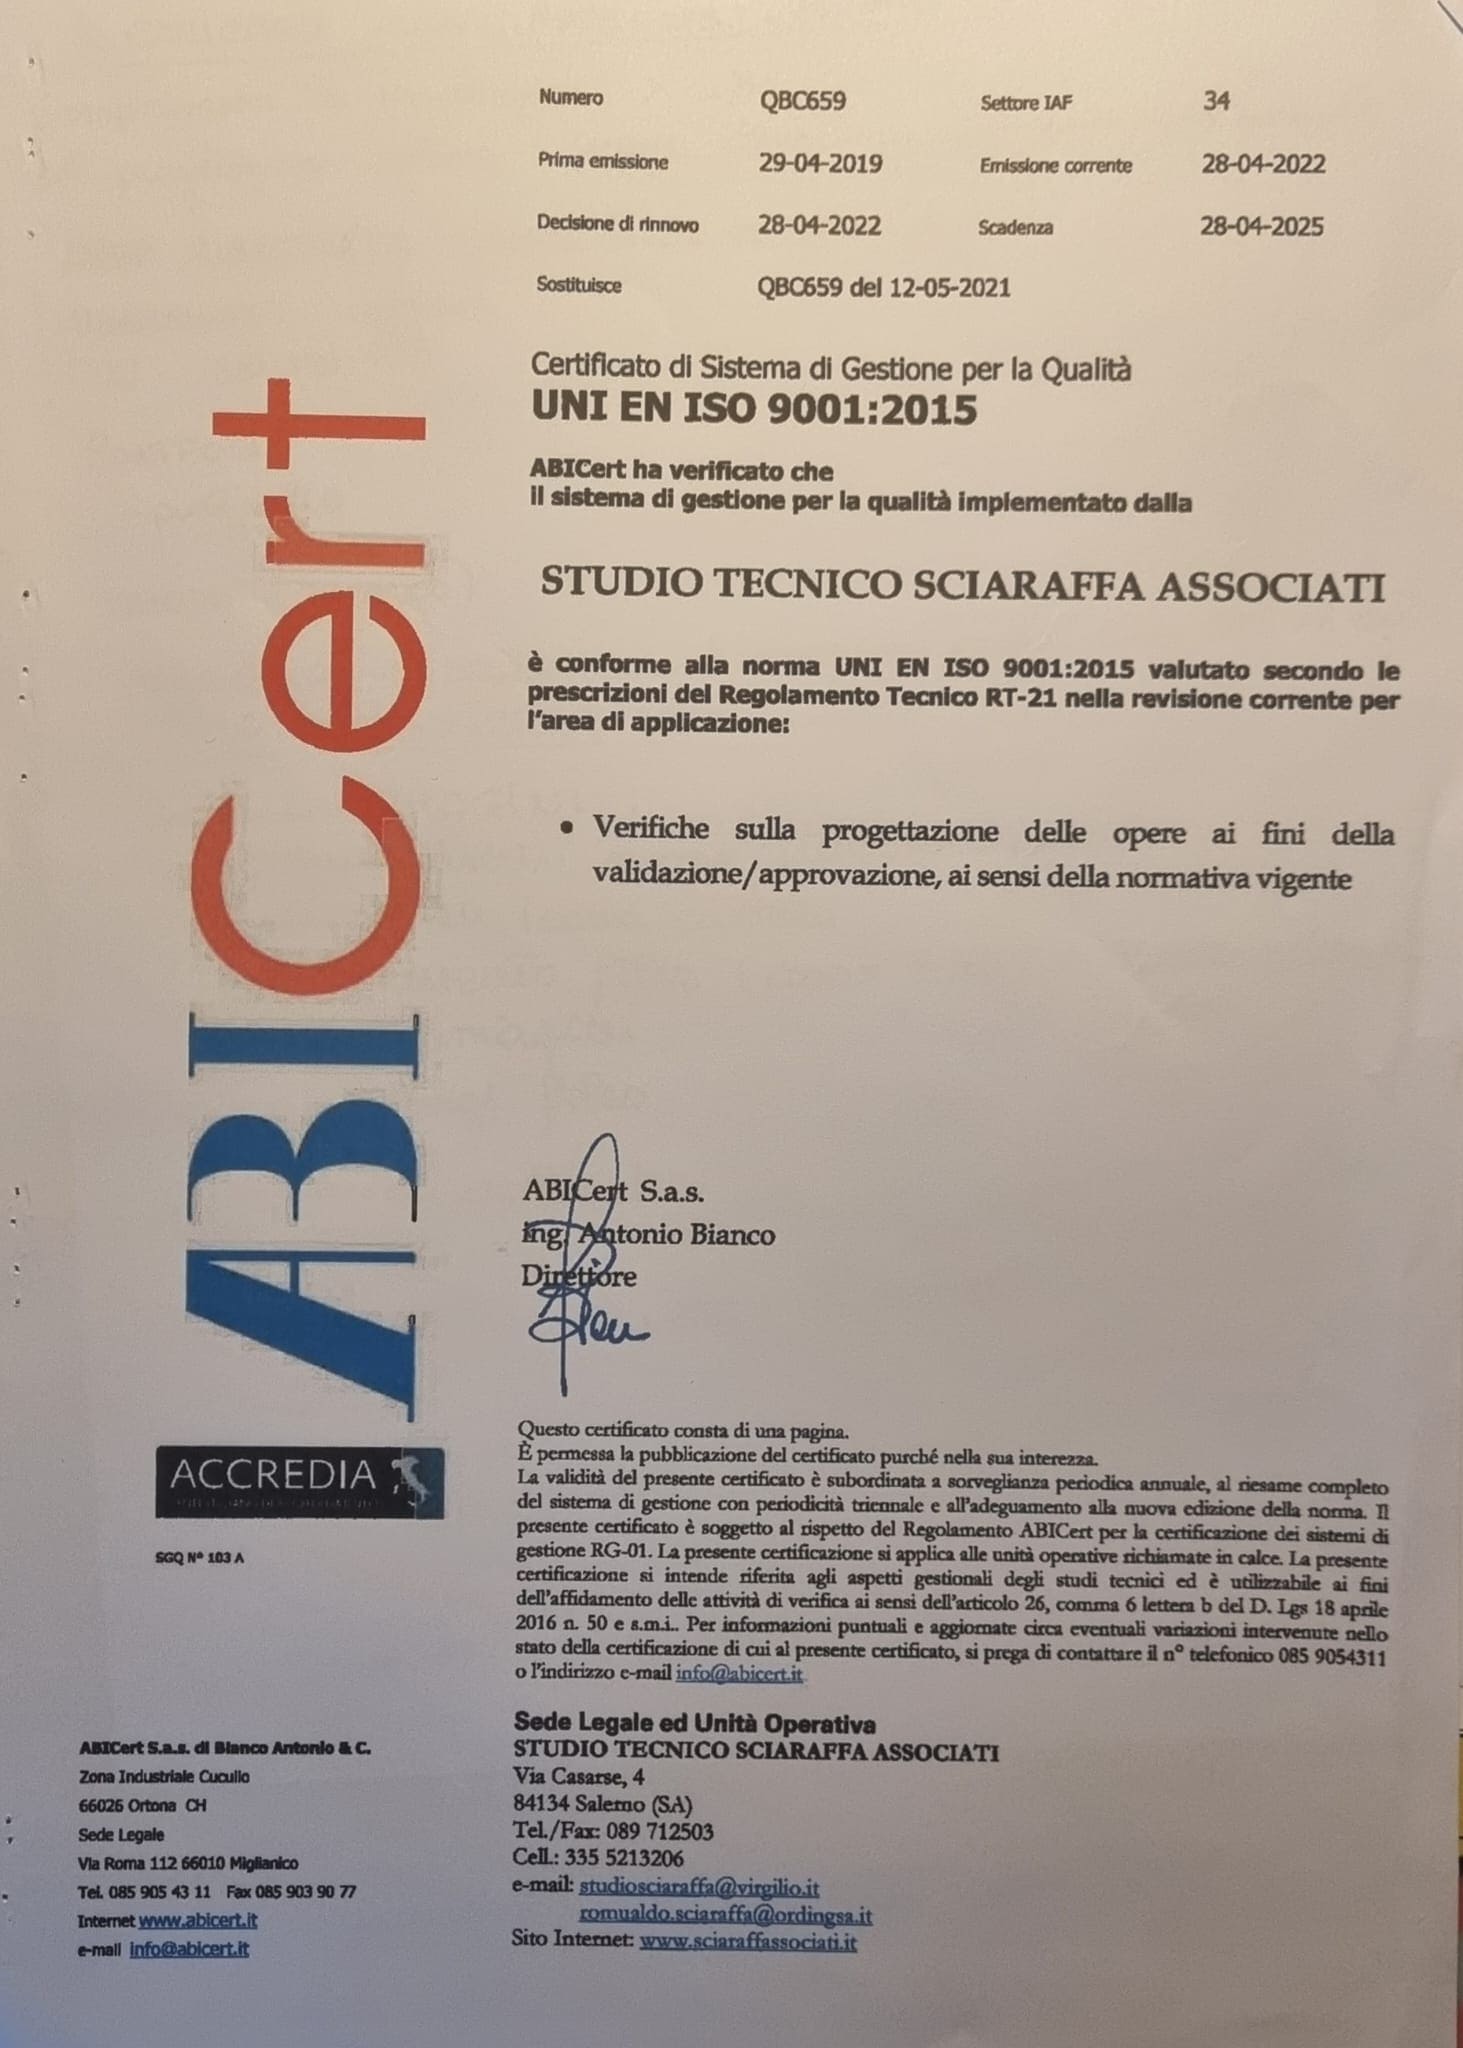 Numero QBC659 Settore IAF 34
Prima emissione 29-04-2019 Emissione corrente 28-04-2022
Decisione di rinnovo 28-04-2022 Scadenza 28-04-2025
Sostituisce QBC659 del 12-05-2021
Certificato di Sistema di Gestione per la Qualità
UNI EN ISO 9001:2015
ABICert ha verificato che
il sistema di gestione per la qualità implementato dalla
STUDIO TECNICO SCIARAFFA ASSOCIATI
è conforme alla norma UNI EN ISO 9001:2015 valutato secondo le
prescrizioni del Regolamento Tecnico RT-21 nella revisione corrente per
l'area di applicazione:
• Verifiche sulla progettazione delle opere ai fini della
validazione/approvazione, ai sensi della normativa vigente
ABICert
ABICert S.a.s.
ing. Antonio Bianco
Direttore
Questo certificato consta di una pagina.
È permessa la pubblicazione del certificato purché nella sua interezza.
La validità del presente certificato è subordinata a sorveglianza periodica annuale, al riesame completo
del sistema di gestione con periodicità triennale e all'adeguamento alla nuova edizione della norma. Il
presente certificato è soggetto al rispetto del Regolamento ABICert per la certificazione dei sistemi di
gestione RG-01. La presente certificazione si applica alle unità operative richiamate in calce. La presente
certificazione si intende riferita agli aspetti gestionali degli studi tecnici ed è utilizzabile ai fini
dell'affidamento delle attività di verifica ai sensi dell'articolo 26, comma 6 lettera b del D. Lgs 18 aprile
2016 n. 50 e s.m.i.. Per informazioni puntuali e aggiornate circa eventuali variazioni intervenute nello
stato della certificazione di cui al presente certificato, si prega di contattare il n° telefonico 085 9054311
o l'indirizzo e-mail info@abicert.it
ACCREDIA
SGQ N° 103 A
Sede Legale ed Unità Operativa
STUDIO TECNICO SCIARAFFA ASSOCIATI
Via Casarse, 4
84134 Salerno (SA)
Tel./Fax: 089 712503
Cell.: 335 5213206
e-mail: studiosciaraffa@virgilio.it
romualdo.sciaraffa@ordingsa.it
Sito Internet: www.sciaraffassociati.it
ABICert S.a.s. di Bianco Antonio & C.
Zona Industriale Cucullo
66026 Ortona CH
Sede Legale
Via Roma 112 66010 Miglianico
Tel. 085 905 43 11 Fax 085 903 90 77
Internet www.abicert.it
e-mail info@abicert.it